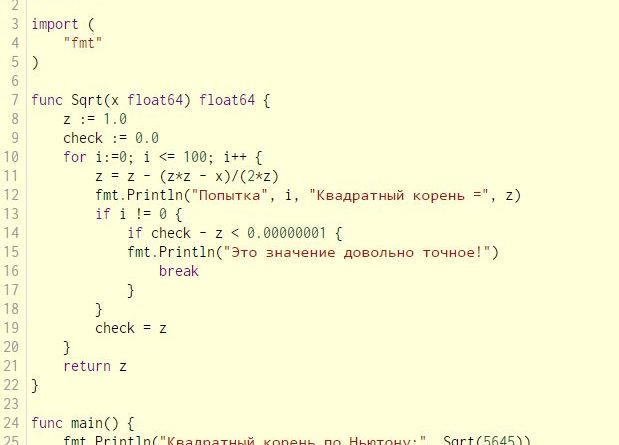 2
3 import (
4     "fmt"
5 )
6
7 func Sqrt(x float64) float64 {
8     z := 1.0
9     check := 0.0
10     for i:=0; i <= 100; i++ {
11         z = z - (z*z - x)/(2*z)
12         fmt.Println("Попытка", i, "Квадратный корень =", z)
13         if i != 0 {
14             if check - z < 0.00000001 {
15             fmt.Println("Это значение довольно точное!")
16                 break
17             }
18         }
19         check = z
20     }
21     return z
22 }
23
24 func main() {
25     fmt.Println("Квадратный корень по Ньютону:", Sqrt(5645))